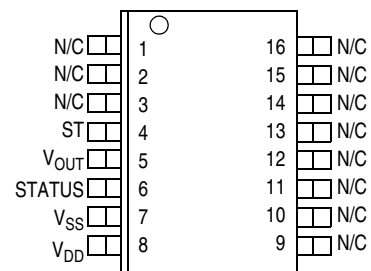 N/C 1 16 N/C
N/C 2 15 N/C
N/C 3 14 N/C
ST 4 13 N/C
VOUT 5 12 N/C
STATUS 6 11 N/C
VSS 7 10 N/C
VDD 8 9 N/C